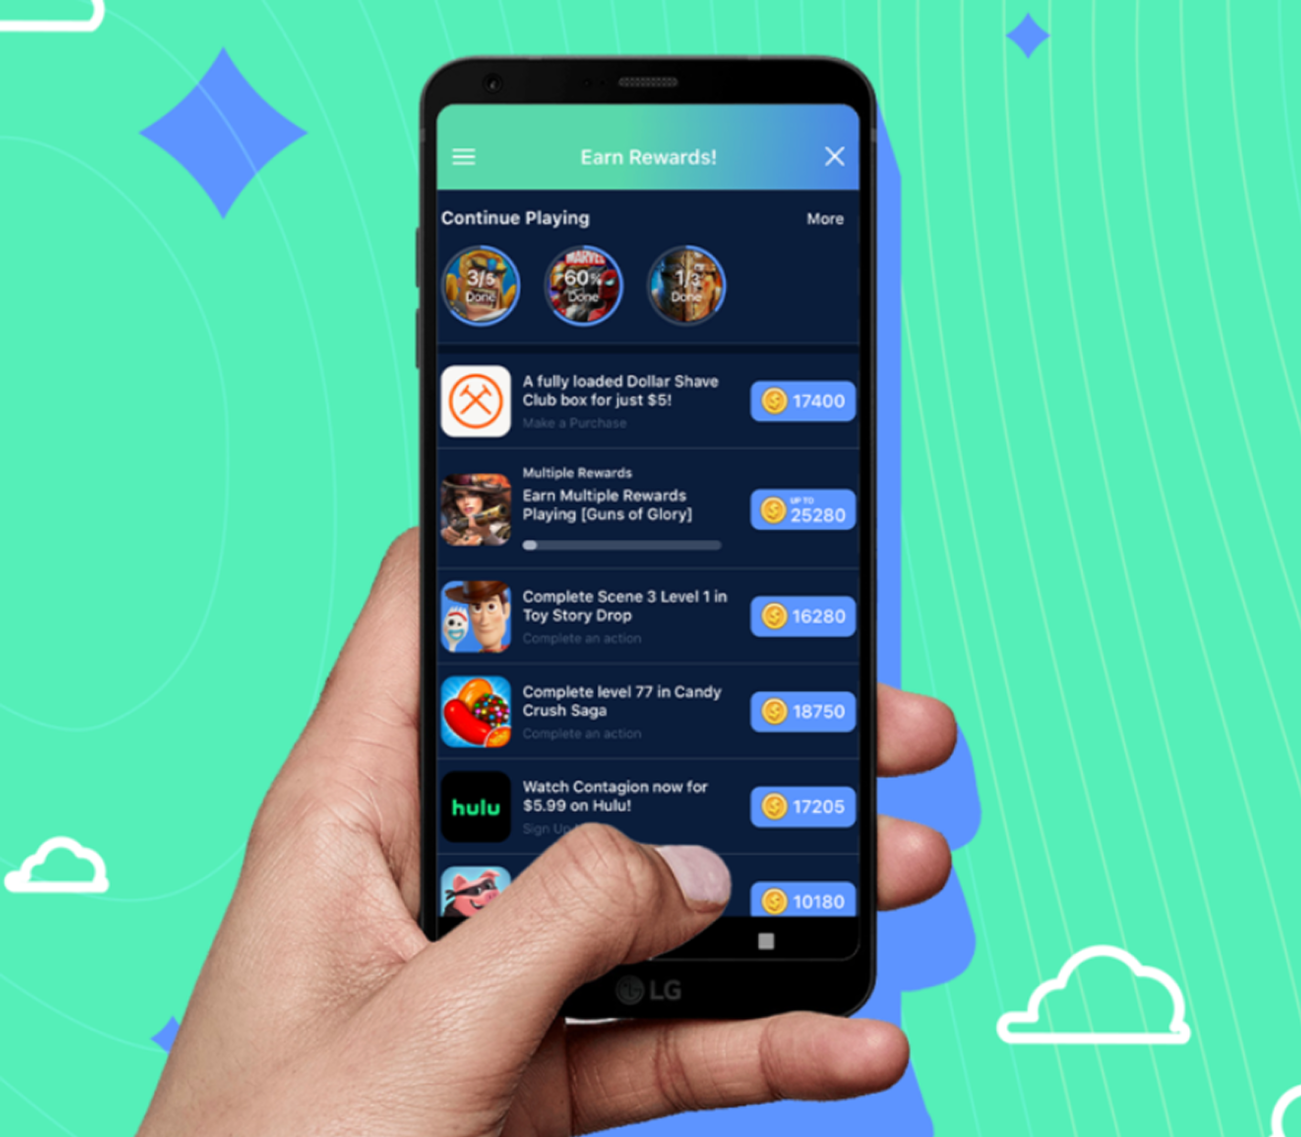 Earn Rewards!
Continue Playing
More
3/5
Done
MARVEL
60%
Done
1/3
Done
A fully loaded Dollar Shave
Club box for just $5!
Make a Purchase
17400
Multiple Rewards
Earn Multiple Rewards
Playing [Guns of Glory]
UP TO
25280
Complete Scene 3 Level 1 in
Toy Story Drop
Complete an action
16280
Complete level 77 in Candy
Crush Saga
Complete an action
18750
hulu
Watch Contagion now for
$5.99 on Hulu!
Sign Up
17205
10180
LG